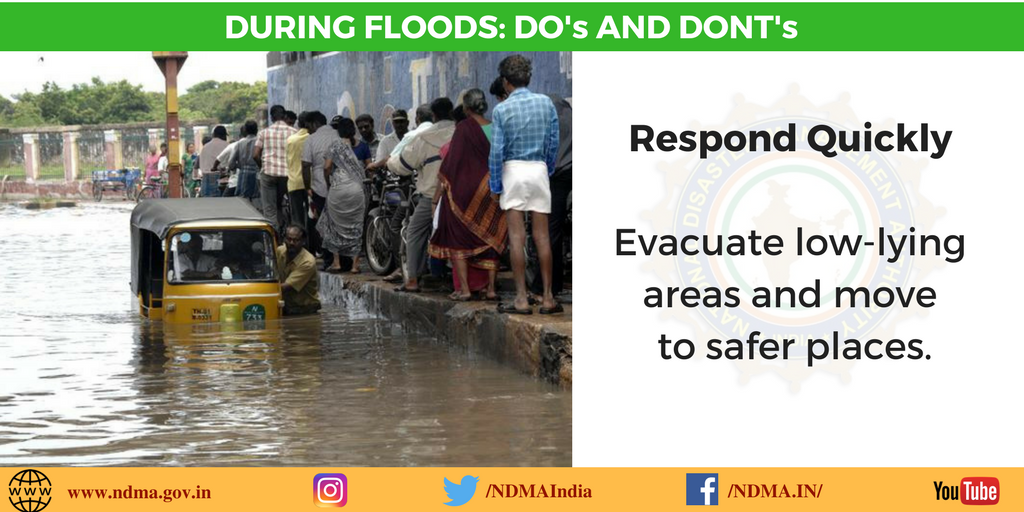 DURING FLOODS: DO's AND DONT's
Respond Quickly
Evacuate low-lying
areas and move
to safer places.
www.ndma.gov.in
/NDMAIndia
/NDMA.IN/
YouTube
WWW